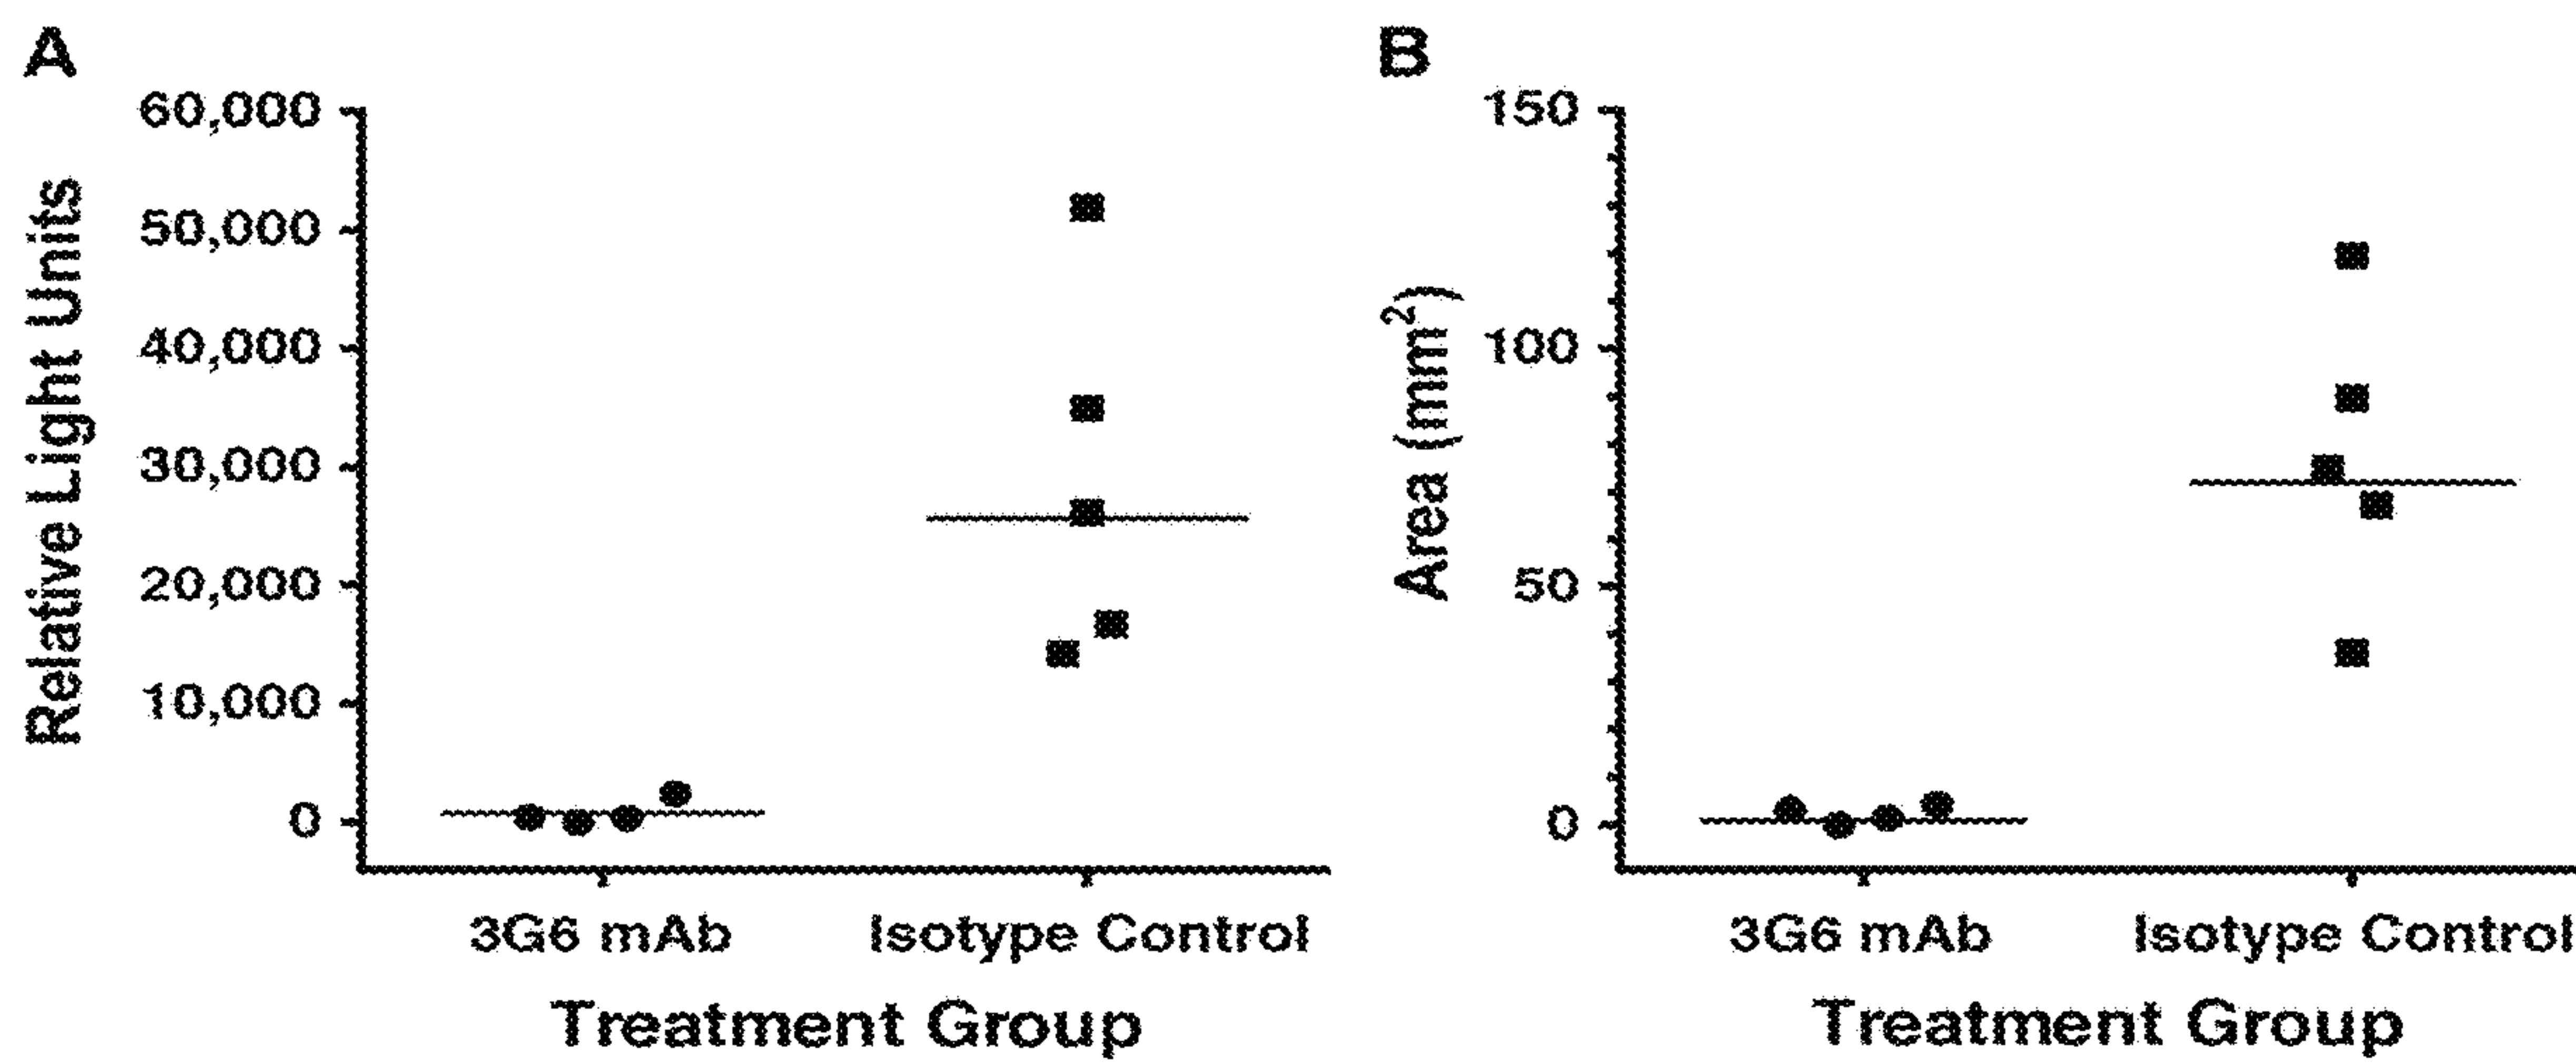 A
60,000
50,000
40,000
30,000
20,000
10,000
0
Relative Light Units
3G6 mAb
Isotype Control
Treatment Group
B
150
100
50
0
Area (mm²)
3G6 mAb
Isotype Control
Treatment Group